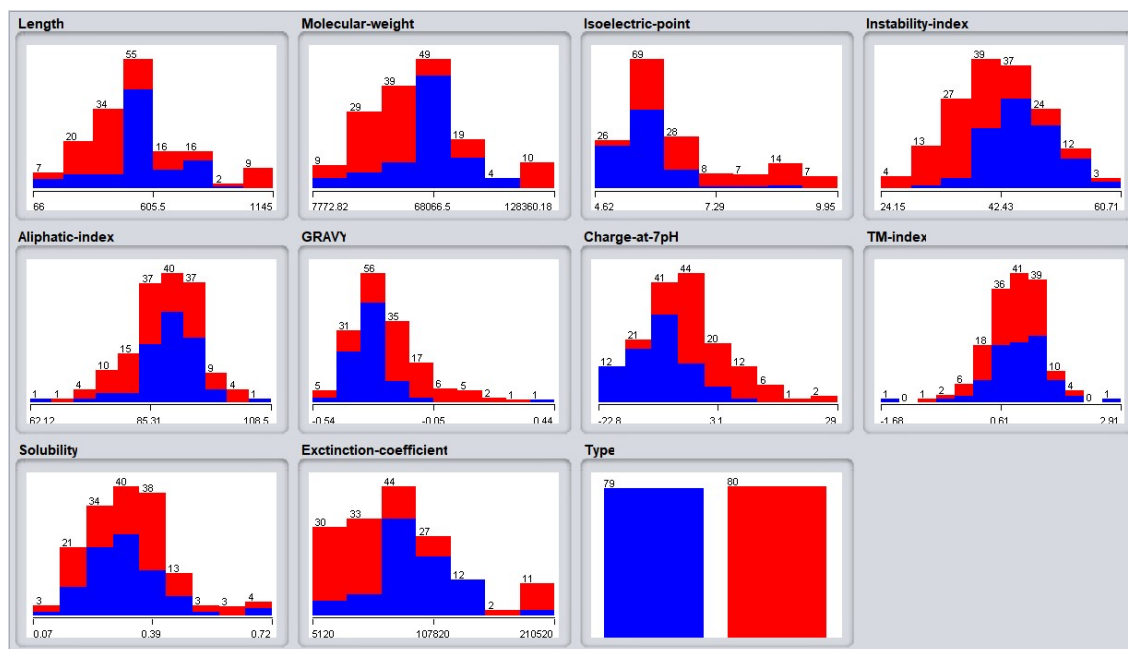 Length
Molecular-weight
Isoelectric-point
Instability-index
7 20 34 55 16 16 2 9
66 605.5 1145
9 29 39 49 19 4 10
7772.82 68066.5 128360.18
26 69 28 8 7 14 7
4.62 7.29 9.95
4 13 27 39 37 24 12 3
24.15 42.43 60.71
Aliphatic-index
GRAVY
Charge-at-7pH
TM-index
1 1 4 10 15 37 40 37 9 4 1
62.12 85.31 108.5
5 31 56 35 17 6 5 2 1 1
-0.54 -0.05 0.44
12 21 41 44 20 12 6 1 2
-22.8 3.1 29
1 0 1 2 6 18 36 41 39 10 4 0 1
-1.68 0.61 2.91
Solubility
Exctinction-coefficient
Type
3 21 34 40 38 13 3 3 4
0.07 0.39 0.72
30 33 44 27 12 2 11
5120 107820 210520
79 80